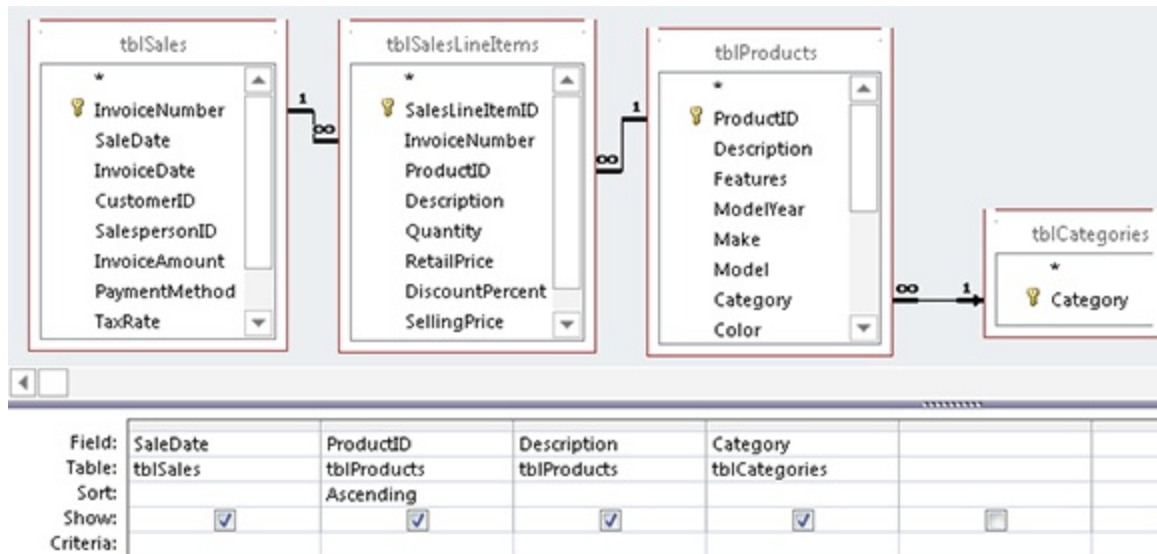 tblSales
*
InvoiceNumber
SaleDate
InvoiceDate
CustomerID
SalespersonID
InvoiceAmount
PaymentMethod
TaxRate
1
∞
tblSalesLineItems
*
SalesLineItemID
InvoiceNumber
ProductID
Description
Quantity
RetailPrice
DiscountPercent
SellingPrice
1
∞
tblProducts
*
ProductID
Description
Features
ModelYear
Make
Model
Category
Color
∞
1
tblCategories
*
Category
Field: SaleDate ProductID Description Category
Table: tblSales tblProducts tblProducts tblCategories
Sort: Ascending
Show:
Criteria: